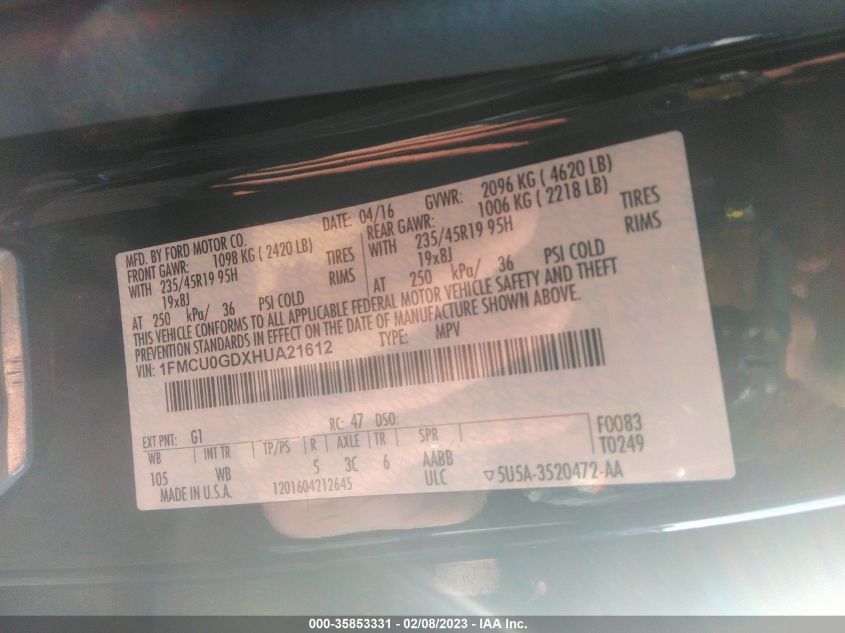 MFD. BY FORD MOTOR CO.
DATE: 04/16 GVWR: 2096 KG ( 4620 LB)
FRONT GAWR: 1098 KG ( 2420 LB) REAR GAWR: 1006 KG ( 2218 LB)
WITH 235/45R19 95H TIRES WITH 235/45R19 95H TIRES
19x8J RIMS 19x8J RIMS
AT 250 kPa/ 36 PSI COLD AT 250 kPa/ 36 PSI COLD
THIS VEHICLE CONFORMS TO ALL APPLICABLE FEDERAL MOTOR VEHICLE SAFETY AND THEFT
PREVENTION STANDARDS IN EFFECT ON THE DATE OF MANUFACTURE SHOWN ABOVE.
VIN: 1FMCU0GDXHUA21612 TYPE: MPV
EXT PNT: G1 RC: 47 DSO: F0083
WB INT TR TP/PS R AXLE TR SPR T0249
105 WB 5 3C 6 AABB
MADE IN U.S.A. 1201604212645 ULC ▽5U5A-3520472-AA
000-35853331 - 02/08/2023 - IAA Inc.